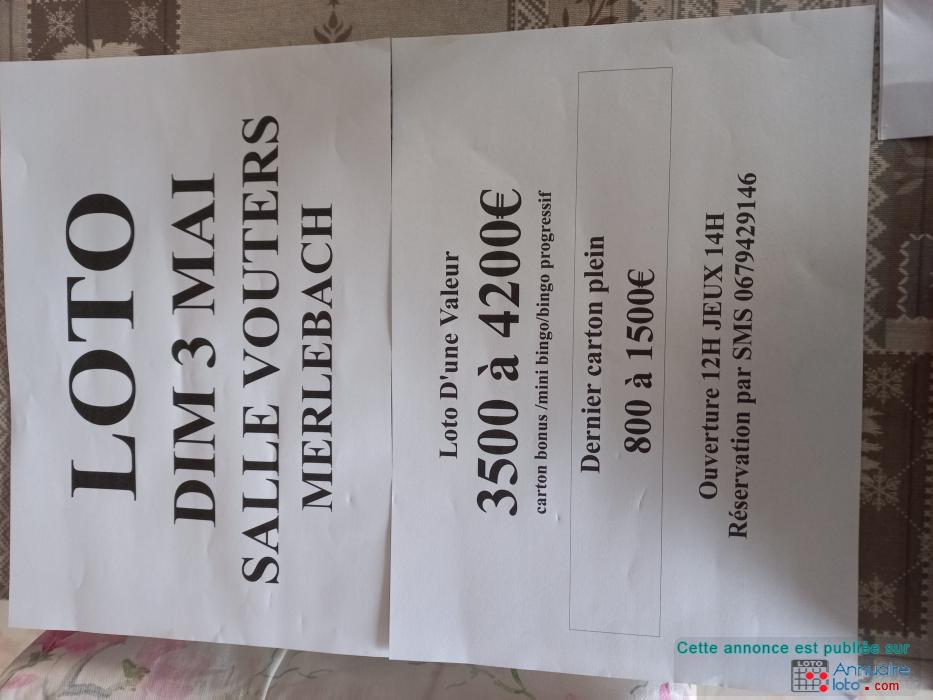 LOTO
DIM 3 MAI
SALLE VOUTERS
MERLEBACH
Loto D'une Valeur
3500 à 4200€
carton bonus /mini bingo/bingo progressif
Dernier carton plein
800 à 1500€
Ouverture 12H JEUX 14H
Réservation par SMS 0679429146
Cette annonce est publiée sur
LOTO
Annuaire
loto.com